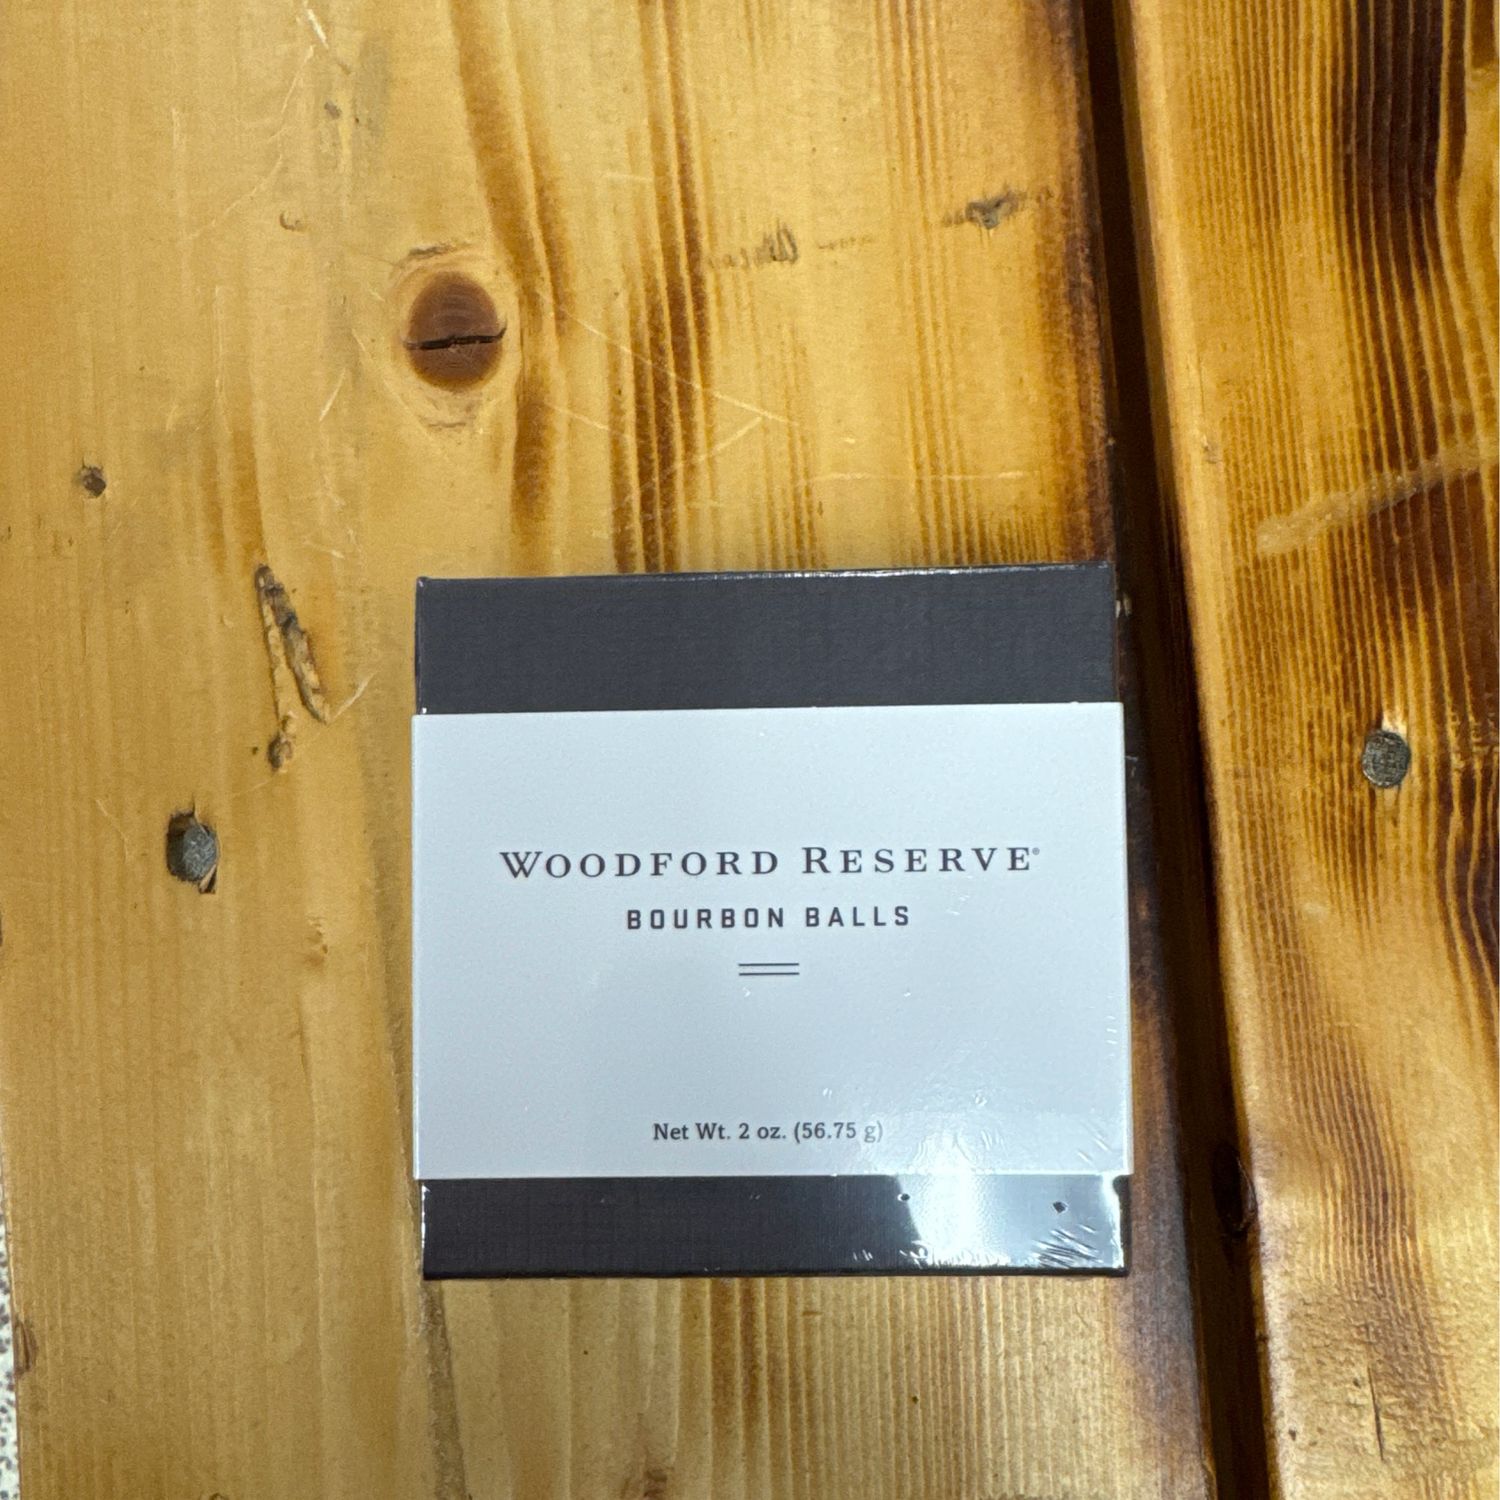 WOODFORD RESERVE®
BOURBON BALLS
Net Wt. 2 oz. (56.75 g)